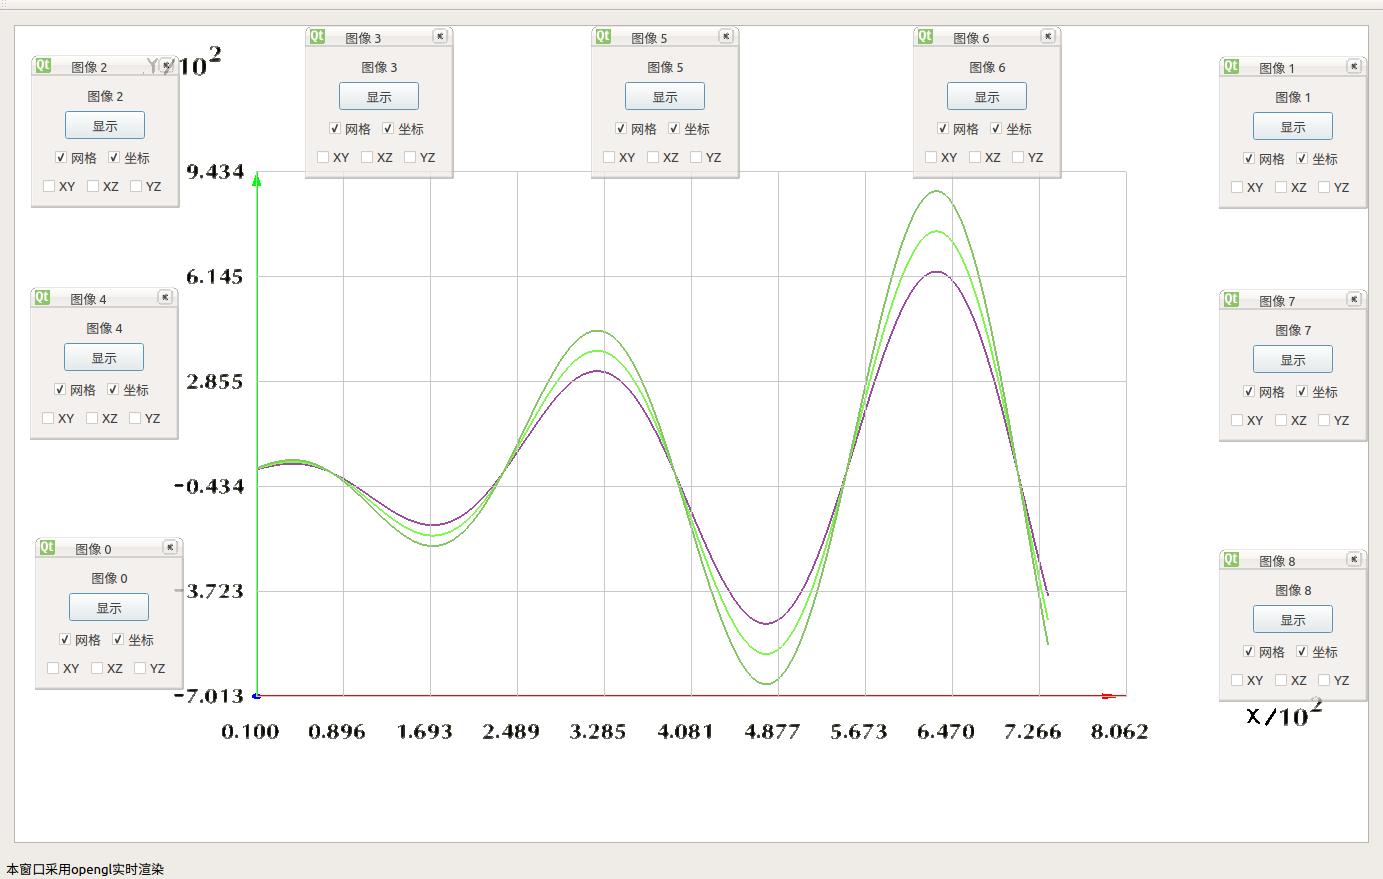 图像 3
图像 3
显示
网格 坐标
XY XZ YZ
图像 5
图像 5
显示
网格 坐标
XY XZ YZ
图像 6
图像 6
显示
网格 坐标
XY XZ YZ
图像 2
图像 2
显示
网格 坐标
XY XZ YZ
Y/10²
图像 1
图像 1
显示
网格 坐标
XY XZ YZ
图像 4
图像 4
显示
网格 坐标
XY XZ YZ
图像 7
图像 7
显示
网格 坐标
XY XZ YZ
图像 0
图像 0
显示
网格 坐标
XY XZ YZ
图像 8
图像 8
显示
网格 坐标
XY XZ YZ
9.434
6.145
2.855
-0.434
-3.723
-7.013
0.100 0.896 1.693 2.489 3.285 4.081 4.877 5.673 6.470 7.266 8.062
X/10²
本窗口采用opengl实时渲染